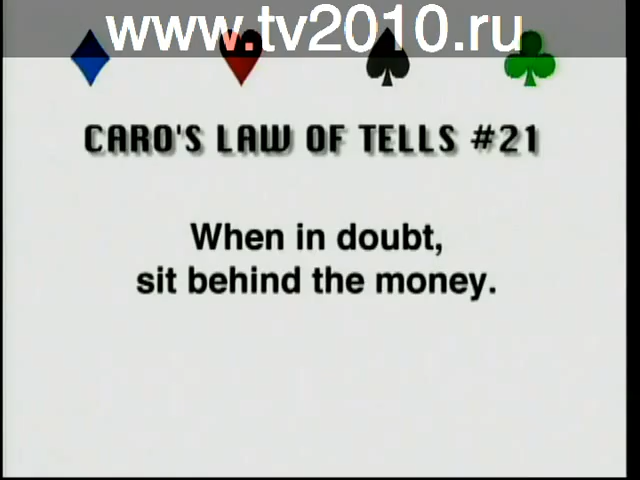 www.tv2010.ru
CARO'S LAW OF TELLS #21
When in doubt,
sit behind the money.